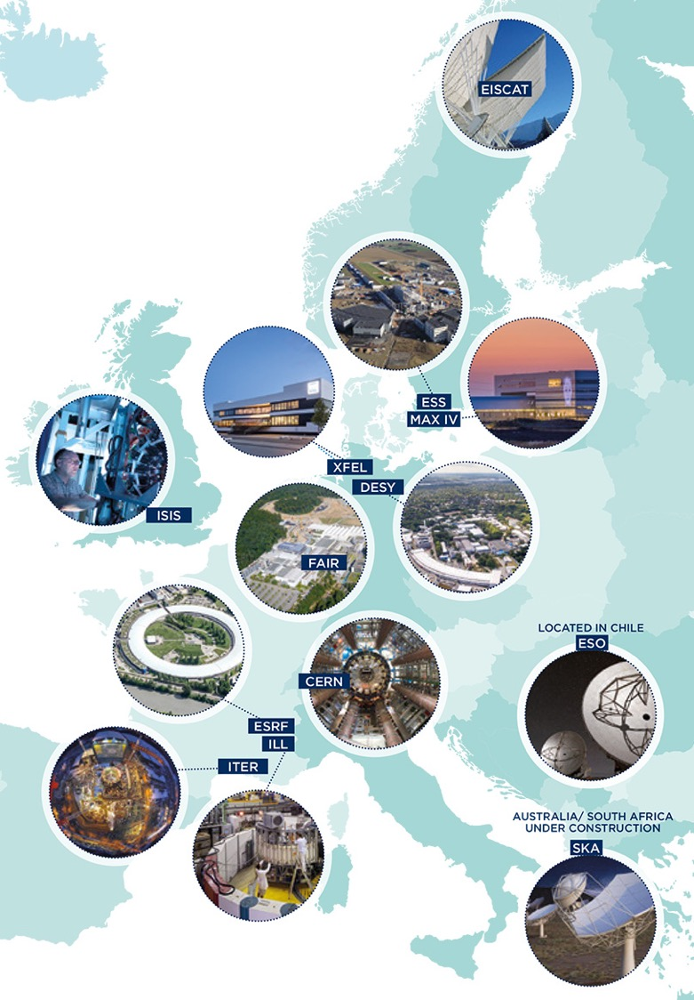 EISCAT
ESS
MAX IV
XFEL
DESY
ISIS
FAIR
LOCATED IN CHILE
ESO
CERN
ESRF
ILL
ITER
AUSTRALIA/ SOUTH AFRICA
UNDER CONSTRUCTION
SKA